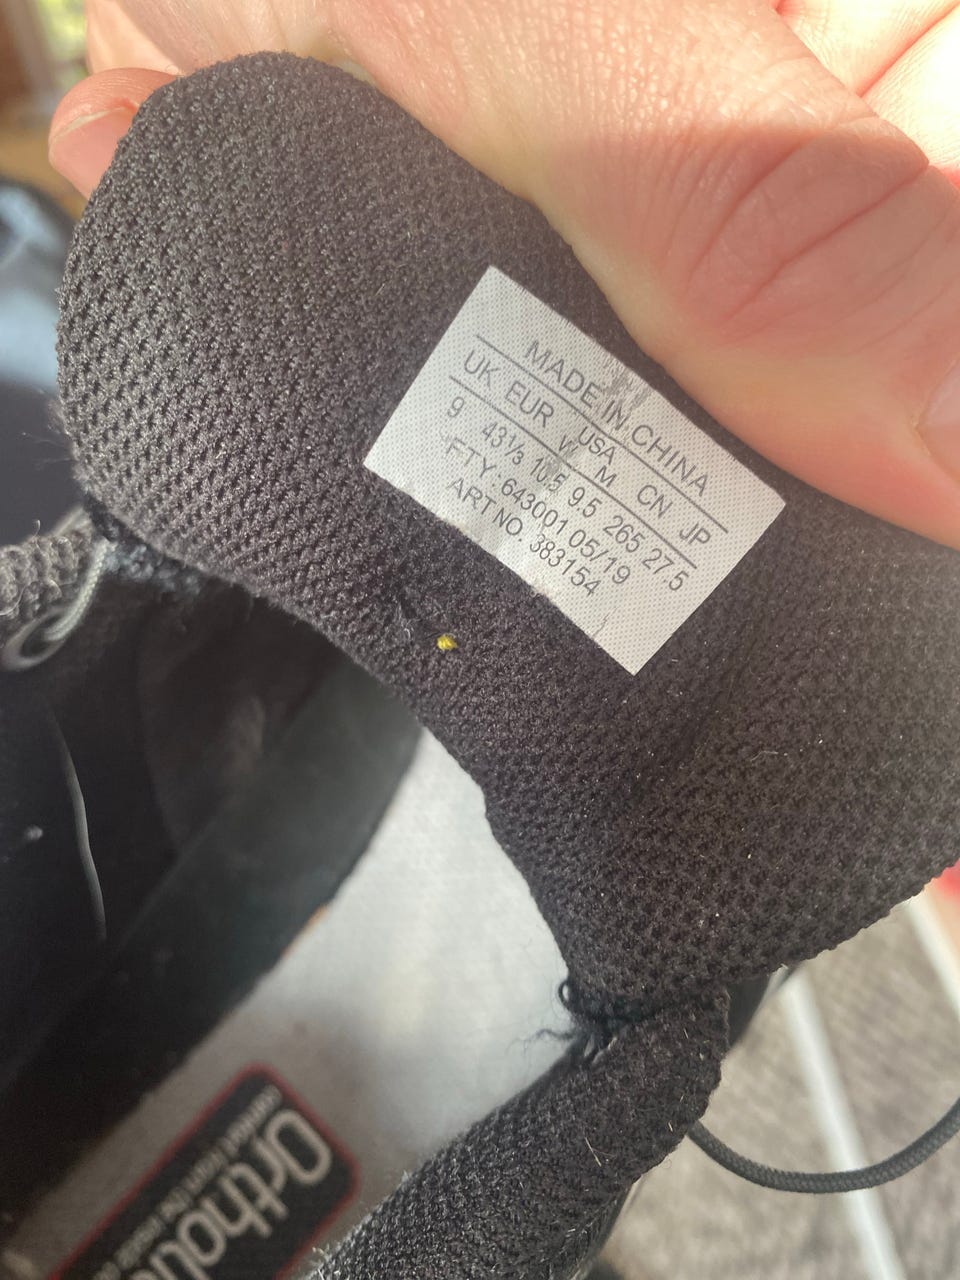 MADE IN CHINA
UK EUR USA CN JP
W M
9 43⅓ 10.5 9.5 265 27.5
FTY: 643001 05/19
ART NO. 383154